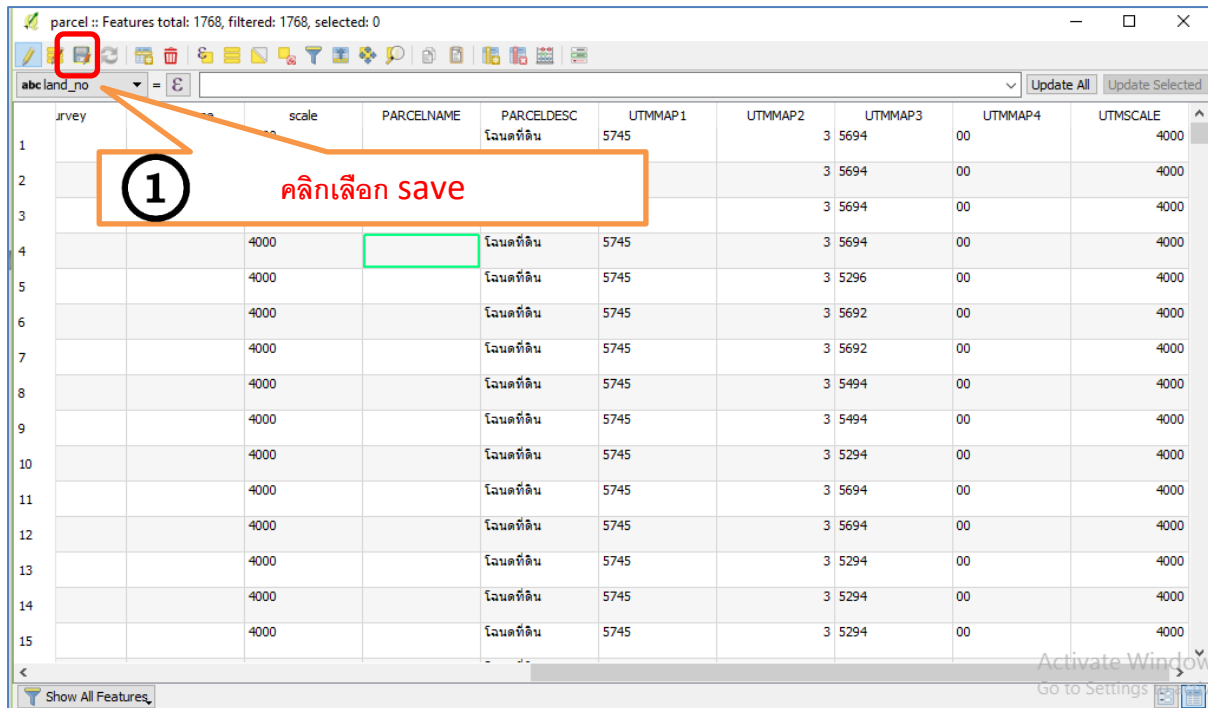 parcel :: Features total: 1768, filtered: 1768, selected: 0
abc land_no = ε Update All Update Selected
urvey scale PARCELNAME PARCELDESC UTMMAP1 UTMMAP2 UTMMAP3 UTMMAP4 UTMSCALE
1 โฉนดที่ดิน 5745 3 5694 00 4000
2 3 5694 00 4000
1 คลิกเลือก save
3 3 5694 00 4000
4 4000 โฉนดที่ดิน 5745 3 5694 00 4000
5 4000 โฉนดที่ดิน 5745 3 5296 00 4000
6 4000 โฉนดที่ดิน 5745 3 5692 00 4000
7 4000 โฉนดที่ดิน 5745 3 5692 00 4000
8 4000 โฉนดที่ดิน 5745 3 5494 00 4000
9 4000 โฉนดที่ดิน 5745 3 5494 00 4000
10 4000 โฉนดที่ดิน 5745 3 5294 00 4000
11 4000 โฉนดที่ดิน 5745 3 5694 00 4000
12 4000 โฉนดที่ดิน 5745 3 5694 00 4000
13 4000 โฉนดที่ดิน 5745 3 5294 00 4000
14 4000 โฉนดที่ดิน 5745 3 5294 00 4000
15 4000 โฉนดที่ดิน 5745 3 5294 00 4000
Activate Window
Show All Features Go to Settings